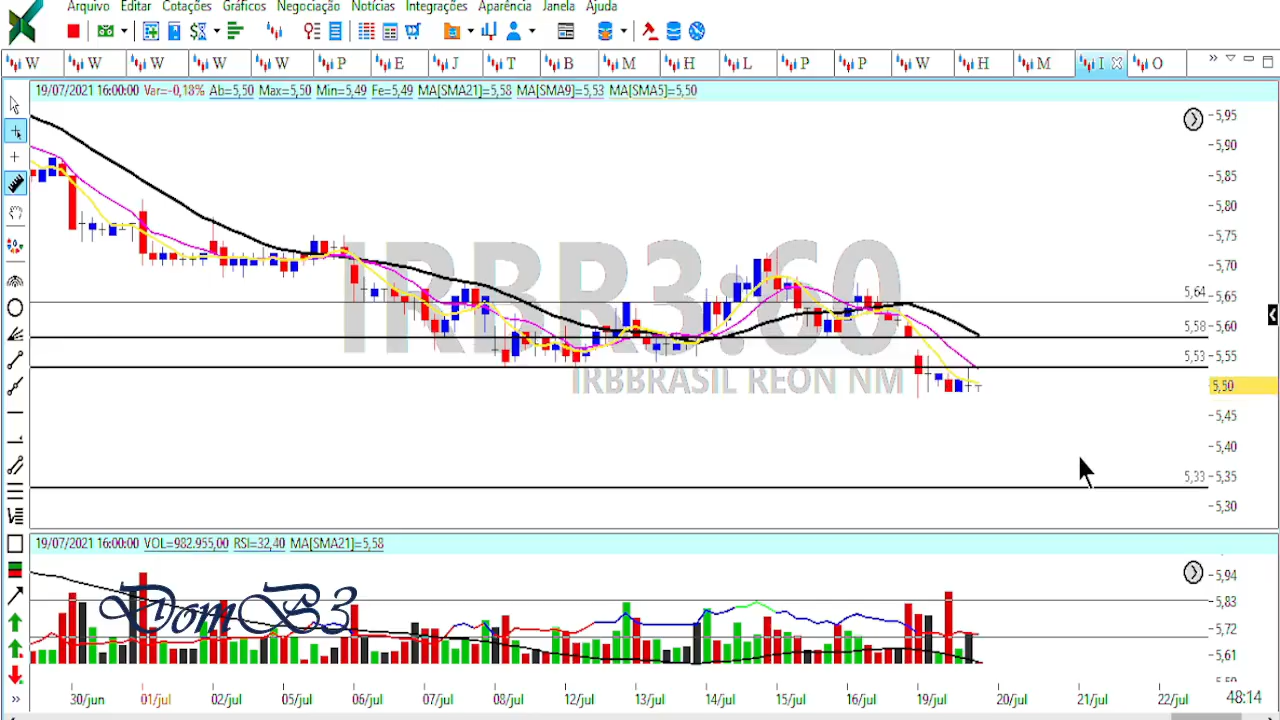 Arquivo Editar Cotações Gráficos Negociação Notícias Integrações Aparência Janela Ajuda
W W W W W P E J T B M H L P P W H M I O
19/07/2021 16:00:00 Var=-0,18% Ab=5,50 Max=5,50 Min=5,49 Fe=5,49 MA[SMA21]=5,58 MA[SMA9]=5,53 MA[SMA5]=5,50
5,95
5,90
5,85
5,80
5,75
5,70
5,64
5,65
5,58
5,60
5,53
5,55
5,50
5,45
5,40
5,33
5,35
5,30
IRBR3:60
IRBBRASIL REON NM
19/07/2021 16:00:00 VOL=982.955,00 RSI=32,40 MA[SMA21]=5,58
5,94
5,83
5,72
5,61
DomB3
30/jun 01/jul 02/jul 05/jul 06/jul 07/jul 08/jul 12/jul 13/jul 14/jul 15/jul 16/jul 19/jul 20/jul 21/jul 22/jul 48:14